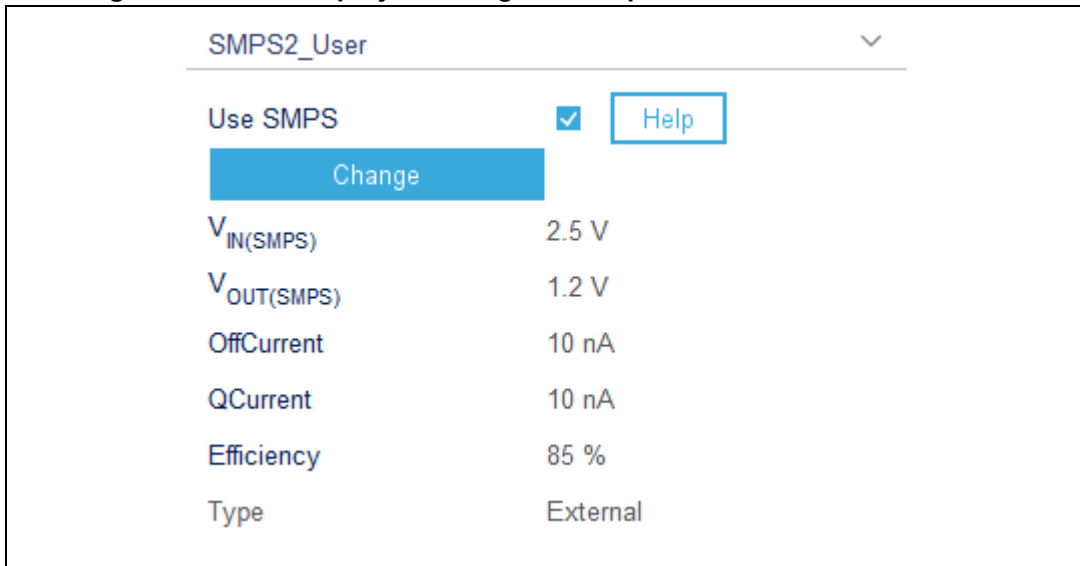 SMPS2_User
Use SMPS Help
Change
VIN(SMPS) 2.5 V
VOUT(SMPS) 1.2 V
OffCurrent 10 nA
QCurrent 10 nA
Efficiency 85 %
Type External